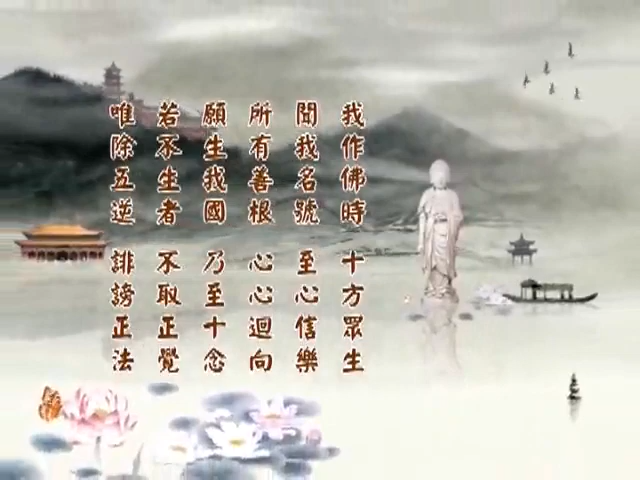 我作佛時 十方眾生
聞我名號 至心信樂
所有善根 心心迴向
願生我國 乃至十念
若不生者 不取正覺
唯除五逆 誹謗正法